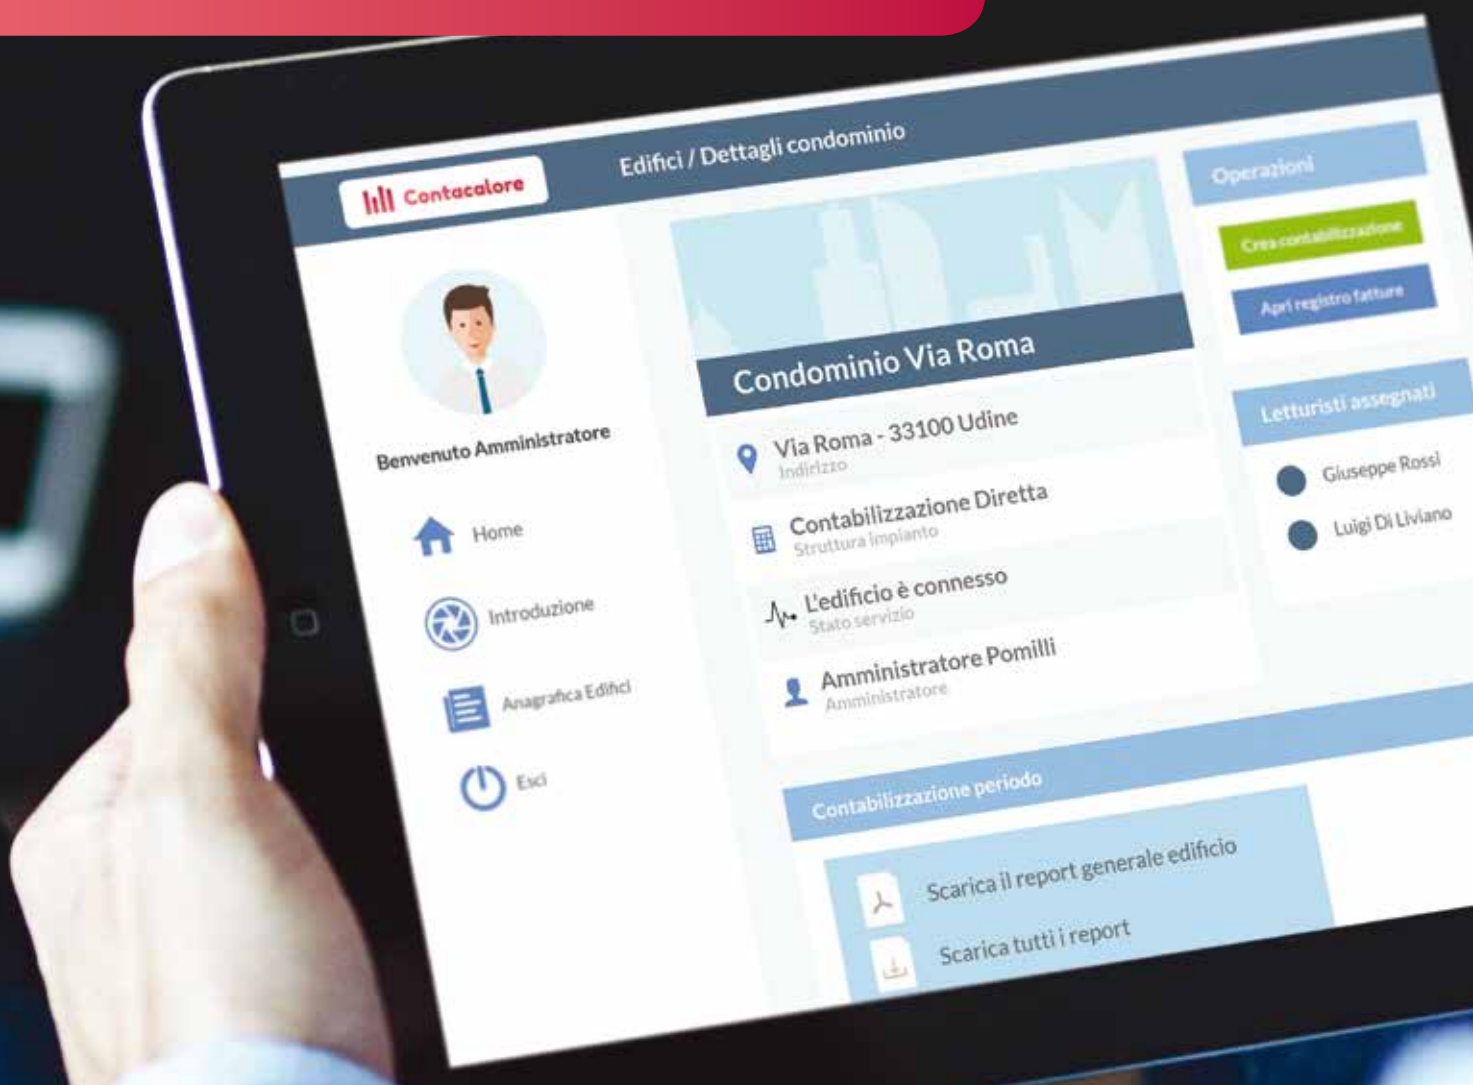 Contacalore
Edifici / Dettagli condominio
Benvenuto Amministratore
Home
Introduzione
Anagrafica Edifici
Esci
Condominio Via Roma
Via Roma - 33100 Udine
Indirizzo
Contabilizzazione Diretta
Struttura Impianto
L'edificio è connesso
Stato servizio
Amministratore Pomilli
Amministratore
Operazioni
Crea contabilizzazione
Apri registro fatture
Letturisti assegnati
Giuseppe Rossi
Luigi Di Liviano
Contabilizzazione periodo
Scarica il report generale edificio
Scarica tutti i report